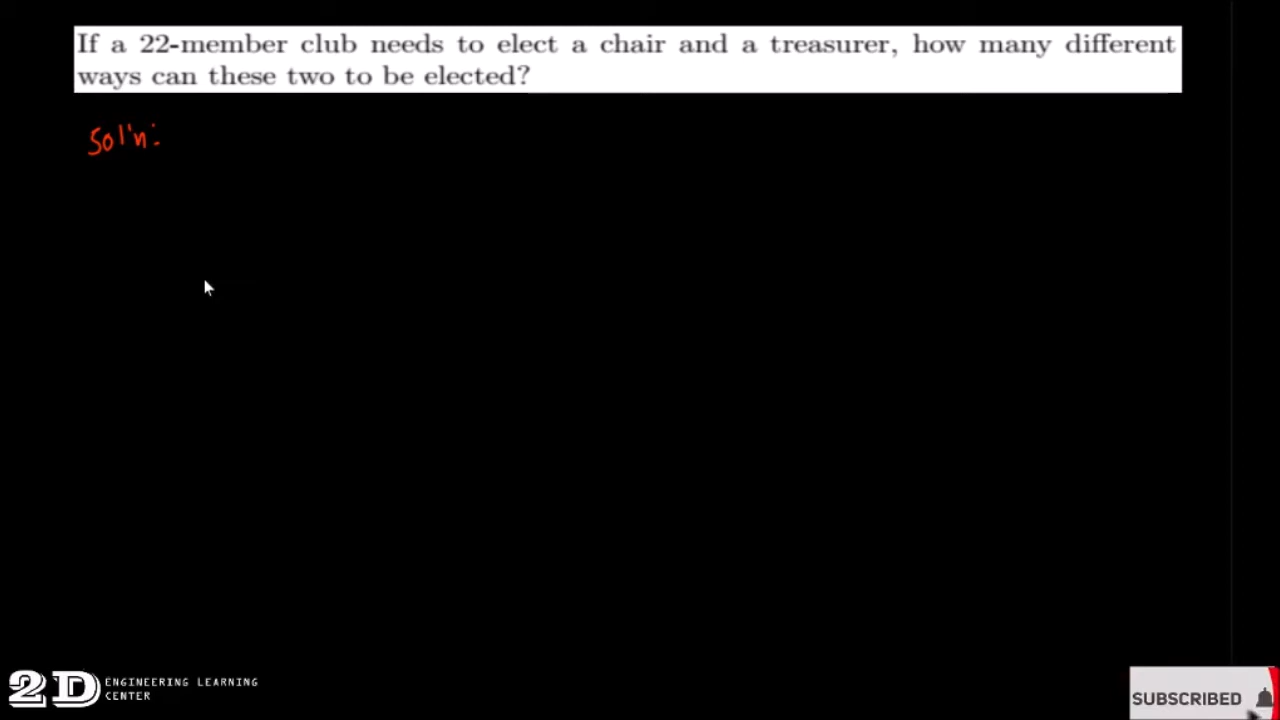 If a 22-member club needs to elect a chair and a treasurer, how many different
ways can these two to be elected?
Sol'n:
2D ENGINEERING LEARNING
CENTER
SUBSCRIBED